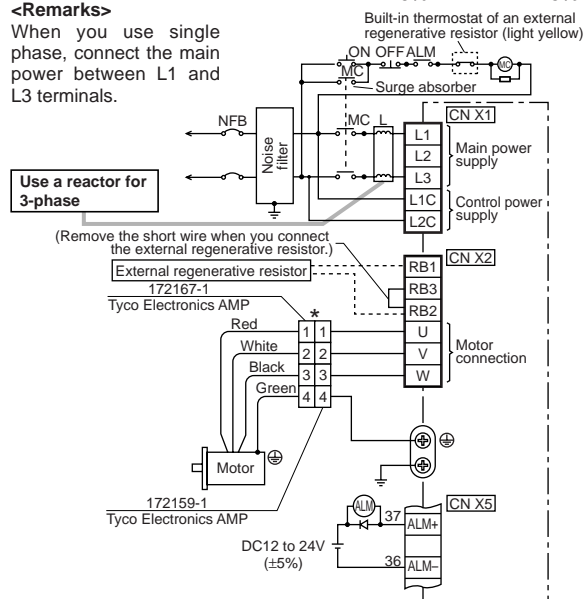 <Remarks>
When you use single
phase, connect the main
power between L1 and
L3 terminals.
Built-in thermostat of an external
regenerative resistor (light yellow)
ON OFF ALM
MC
MC
Surge absorber
NFB
Noise
filter
MC L
CN X1
L1
L2
L3
L1C
L2C
Main power
supply
Control power
supply
Use a reactor for
3-phase
(Remove the short wire when you connect
the external regenerative resistor.)
External regenerative resistor
CN X2
RB1
RB3
RB2
U
V
W
Motor
connection
172167-1
Tyco Electronics AMP
*
Red
White
Black
Green
1 1
2 2
3 3
4 4
Motor
172159-1
Tyco Electronics AMP
ALM
DC12 to 24V
(±5%)
37
36
CN X5
ALM+
ALM–